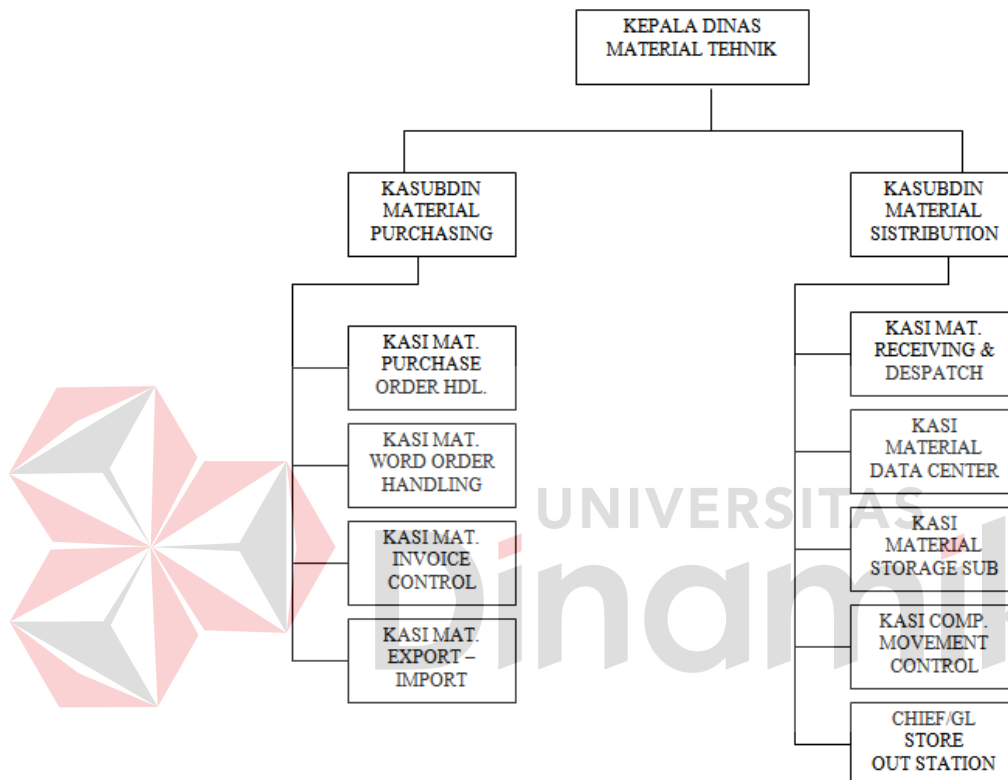 KEPALA DINAS
MATERIAL TEHNIK
KASUBDIN
MATERIAL
PURCHASING
KASUBDIN
MATERIAL
SISTRIBUTION
KASI MAT.
PURCHASE
ORDER HDL.
KASI MAT.
WORD ORDER
HANDLING
KASI MAT.
INVOICE
CONTROL
KASI MAT.
EXPORT –
IMPORT
KASI MAT.
RECEIVING &
DESPATCH
KASI
MATERIAL
DATA CENTER
KASI
MATERIAL
STORAGE SUB
KASI COMP.
MOVEMENT
CONTROL
CHIEF/GL
STORE
OUT STATION
UNIVERSITAS
Dinamik